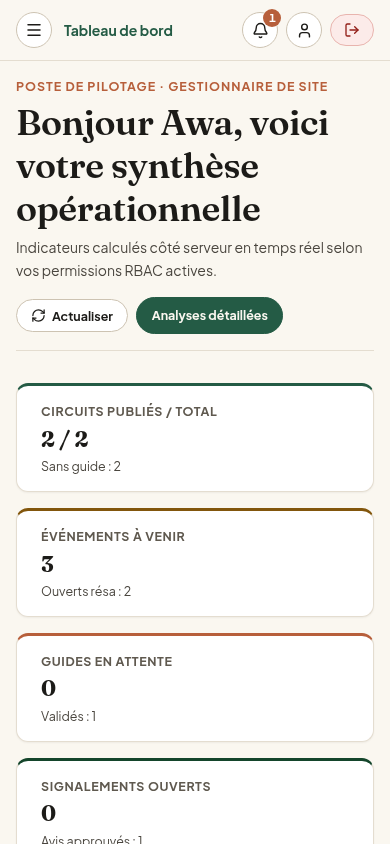 Tableau de bord
1
POSTE DE PILOTAGE · GESTIONNAIRE DE SITE
Bonjour Awa, voici
votre synthèse
opérationnelle
Indicateurs calculés côté serveur en temps réel selon
vos permissions RBAC actives.
Actualiser
Analyses détaillées
CIRCUITS PUBLIÉS / TOTAL
2 / 2
Sans guide : 2
ÉVÉNEMENTS À VENIR
3
Ouverts résa : 2
GUIDES EN ATTENTE
0
Validés : 1
SIGNALEMENTS OUVERTS
0
Avis approuvés : 1